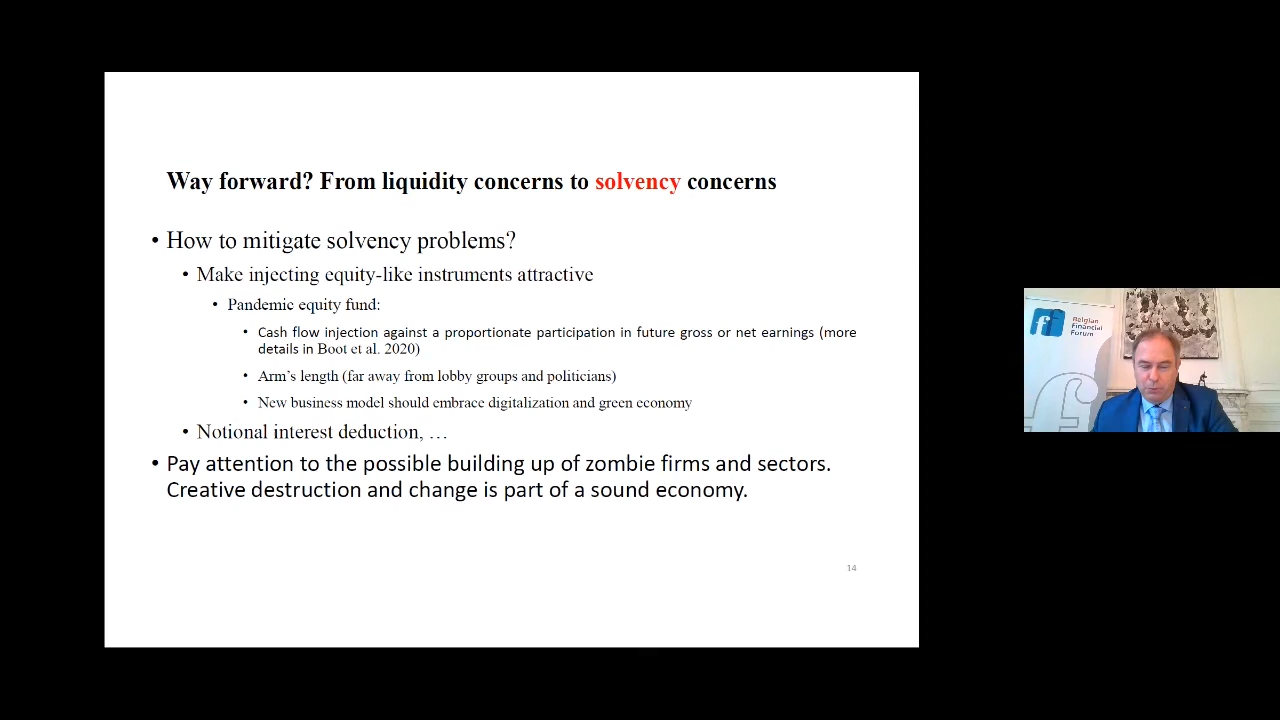 Way forward? From liquidity concerns to solvency concerns
• How to mitigate solvency problems?
• Make injecting equity-like instruments attractive
• Pandemic equity fund:
• Cash flow injection against a proportionate participation in future gross or net earnings (more
details in Boot et al. 2020)
• Arm's length (far away from lobby groups and politicians)
• New business model should embrace digitalization and green economy
• Notional interest deduction, …
• Pay attention to the possible building up of zombie firms and sectors.
Creative destruction and change is part of a sound economy.
14
Belgian
Financial
Forum